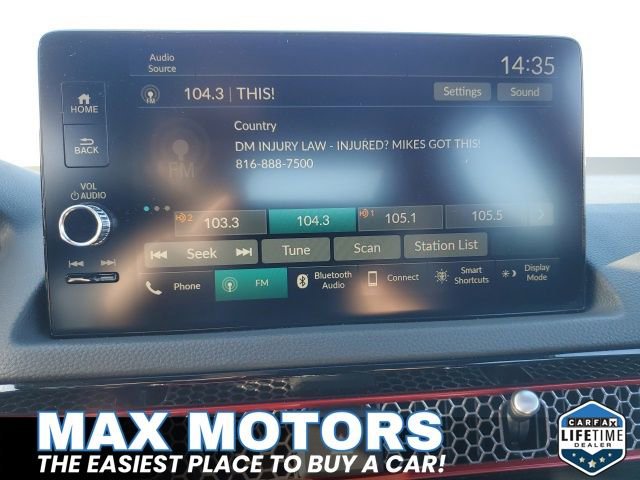 Audio
Source
14:35
HOME
BACK
FM
104.3 | THIS!
Settings
Sound
Country
DM INJURY LAW - INJURED? MIKES GOT THIS!
816-888-7500
FM
VOL
AUDIO
HD 2 103.3
104.3
HD 1 105.1
105.5
Seek
Tune
Scan
Station List
Phone
FM
Bluetooth
Audio
Connect
Smart
Shortcuts
Display
Mode
MAX MOTORS
THE EASIEST PLACE TO BUY A CAR!
CARFAX
LIFETIME
DEALER